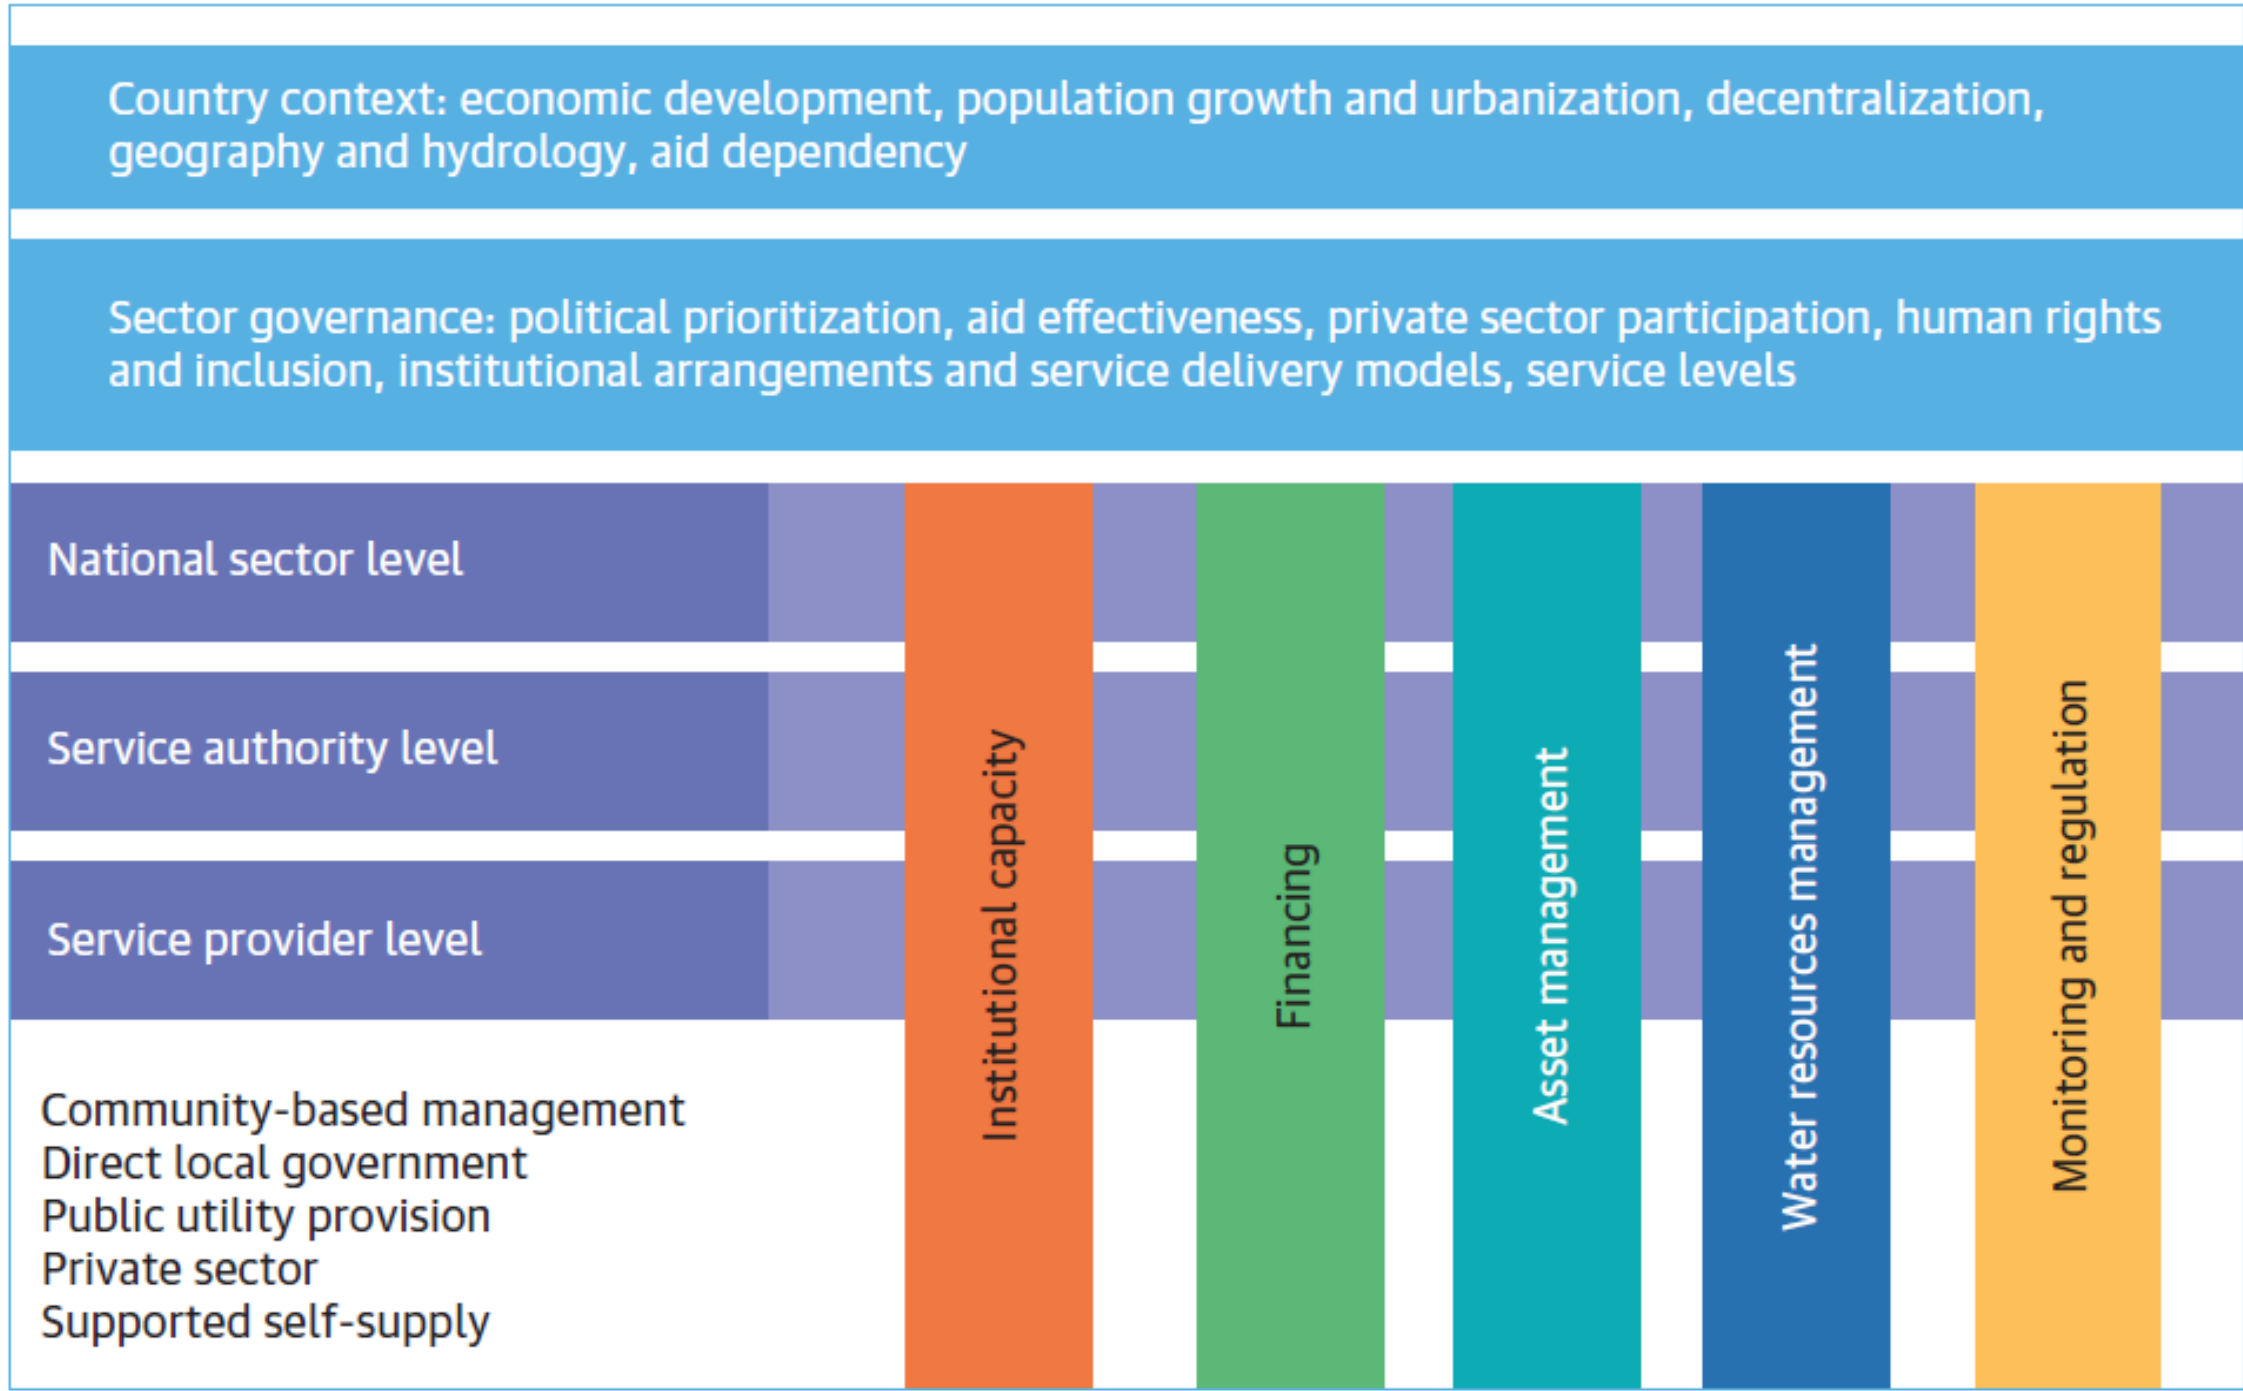 Country context: economic development, population growth and urbanization, decentralization,
geography and hydrology, aid dependency
Sector governance: political prioritization, aid effectiveness, private sector participation, human rights
and inclusion, institutional arrangements and service delivery models, service levels
National sector level
Service authority level
Service provider level
Community-based management
Direct local government
Public utility provision
Private sector
Supported self-supply
Institutional capacity
Financing
Asset management
Water resources management
Monitoring and regulation